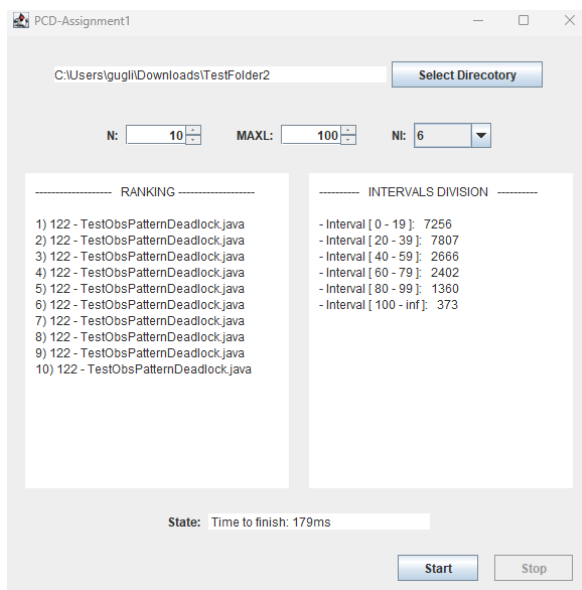 PCD-Assignment1
C:\Users\gugli\Downloads\TestFolder2 Select Direcotory
N: 10 MAXL: 100 NI: 6
------------------- RANKING -------------------
1) 122 - TestObsPatternDeadlock.java
2) 122 - TestObsPatternDeadlock.java
3) 122 - TestObsPatternDeadlock.java
4) 122 - TestObsPatternDeadlock.java
5) 122 - TestObsPatternDeadlock.java
6) 122 - TestObsPatternDeadlock.java
7) 122 - TestObsPatternDeadlock.java
8) 122 - TestObsPatternDeadlock.java
9) 122 - TestObsPatternDeadlock.java
10) 122 - TestObsPatternDeadlock.java
---------- INTERVALS DIVISION ----------
- Interval [ 0 - 19 ]: 7256
- Interval [ 20 - 39 ]: 7807
- Interval [ 40 - 59 ]: 2666
- Interval [ 60 - 79 ]: 2402
- Interval [ 80 - 99 ]: 1360
- Interval [ 100 - inf ]: 373
State: Time to finish: 179ms
Start Stop